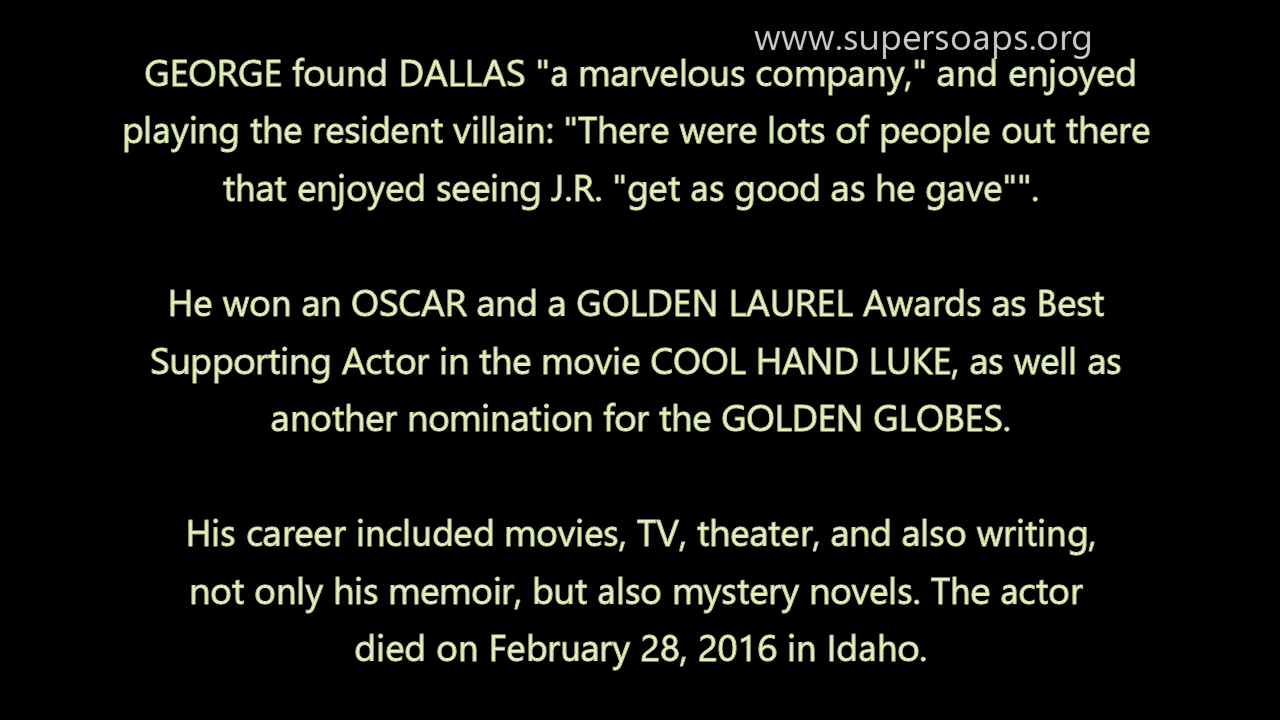 www.supersoaps.org
GEORGE found DALLAS "a marvelous company," and enjoyed
playing the resident villain: "There were lots of people out there
that enjoyed seeing J.R. "get as good as he gave"".
He won an OSCAR and a GOLDEN LAUREL Awards as Best
Supporting Actor in the movie COOL HAND LUKE, as well as
another nomination for the GOLDEN GLOBES.
His career included movies, TV, theater, and also writing,
not only his memoir, but also mystery novels. The actor
died on February 28, 2016 in Idaho.